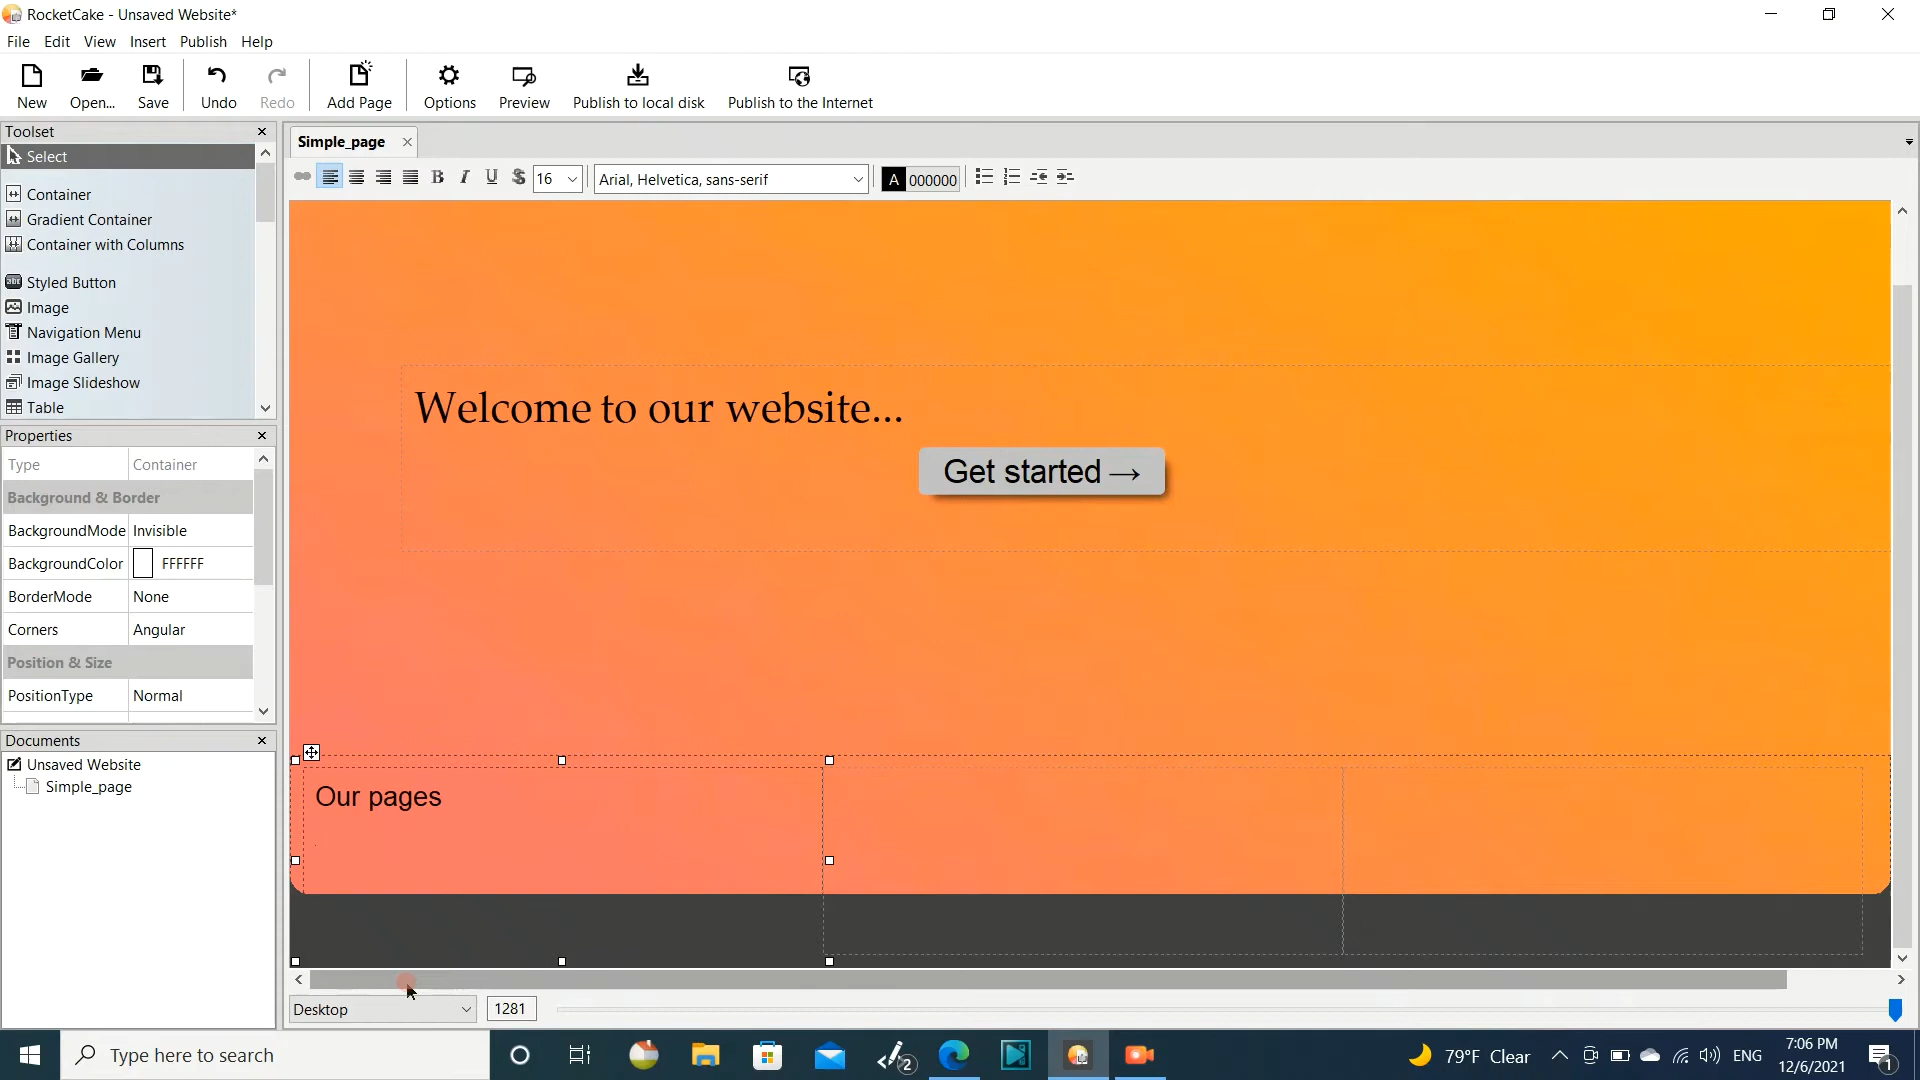 RocketCake - Unsaved Website*
File Edit View Insert Publish Help
New Open... Save Undo Redo Add Page Options Preview Publish to local disk Publish to the Internet
Toolset
Select
Container
Gradient Container
Container with Columns
Styled Button
Image
Navigation Menu
Image Gallery
Image Slideshow
Table
Properties
Type Container
Background & Border
BackgroundMode Invisible
BackgroundColor FFFFFF
BorderMode None
Corners Angular
Position & Size
PositionType Normal
Documents
Unsaved Website
Simple_page
Simple_page
B I U S 16 Arial, Helvetica, sans-serif A 000000
Welcome to our website...
Get started →
Our pages
Desktop 1281
Type here to search
2
79°F Clear
ENG
7:06 PM
12/6/2021
1